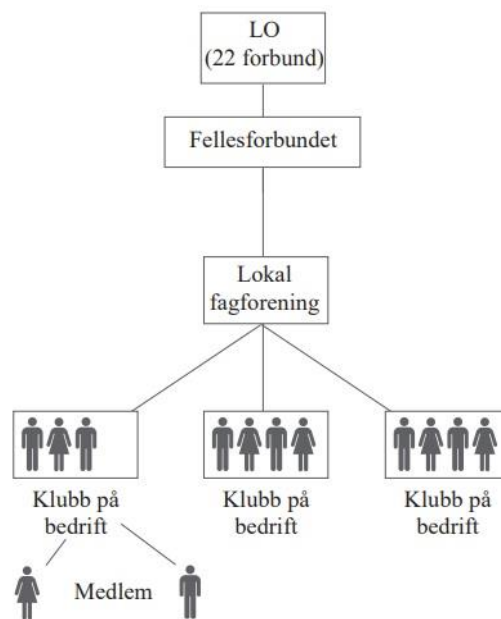 LO
(22 forbund)
Fellesforbundet
Lokal
fagforening
Klubb på
bedrift
Klubb på
bedrift
Klubb på
bedrift
Medlem